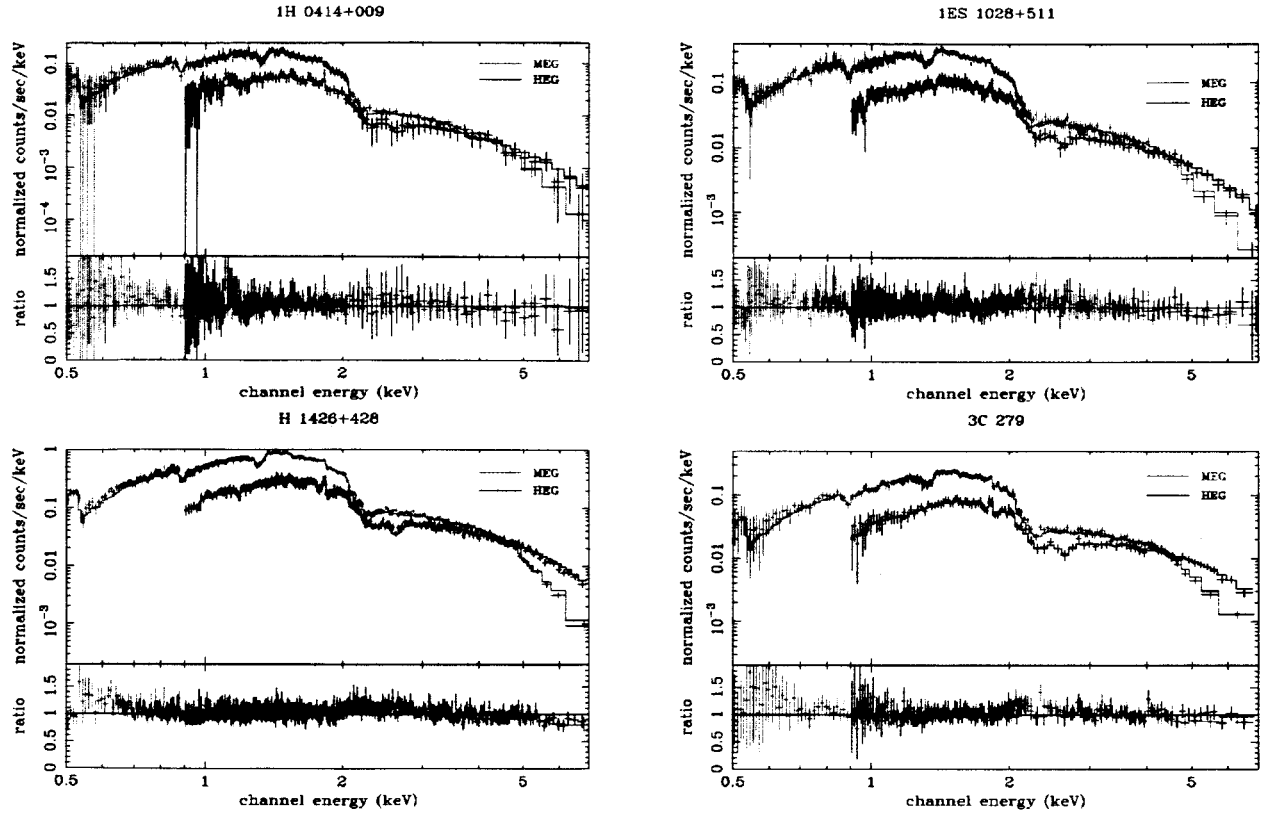 1H 0414+009
normalized counts/sec/keV
0.1
0.01
10⁻³
10⁻⁴
MEG
HEG
ratio
1.5
1
0.5
0
0.5
1
2
5
channel energy (keV)
1ES 1028+511
normalized counts/sec/keV
0.1
0.01
10⁻³
MEG
HEG
ratio
1.5
1
0.5
0
0.5
1
2
5
channel energy (keV)
H 1426+428
normalized counts/sec/keV
1
0.1
0.01
10⁻³
MEG
HEG
ratio
1.5
1
0.5
0
0.5
1
2
5
channel energy (keV)
3C 279
normalized counts/sec/keV
0.1
0.01
10⁻³
MEG
HEG
ratio
1.5
1
0.5
0
0.5
1
2
5
channel energy (keV)